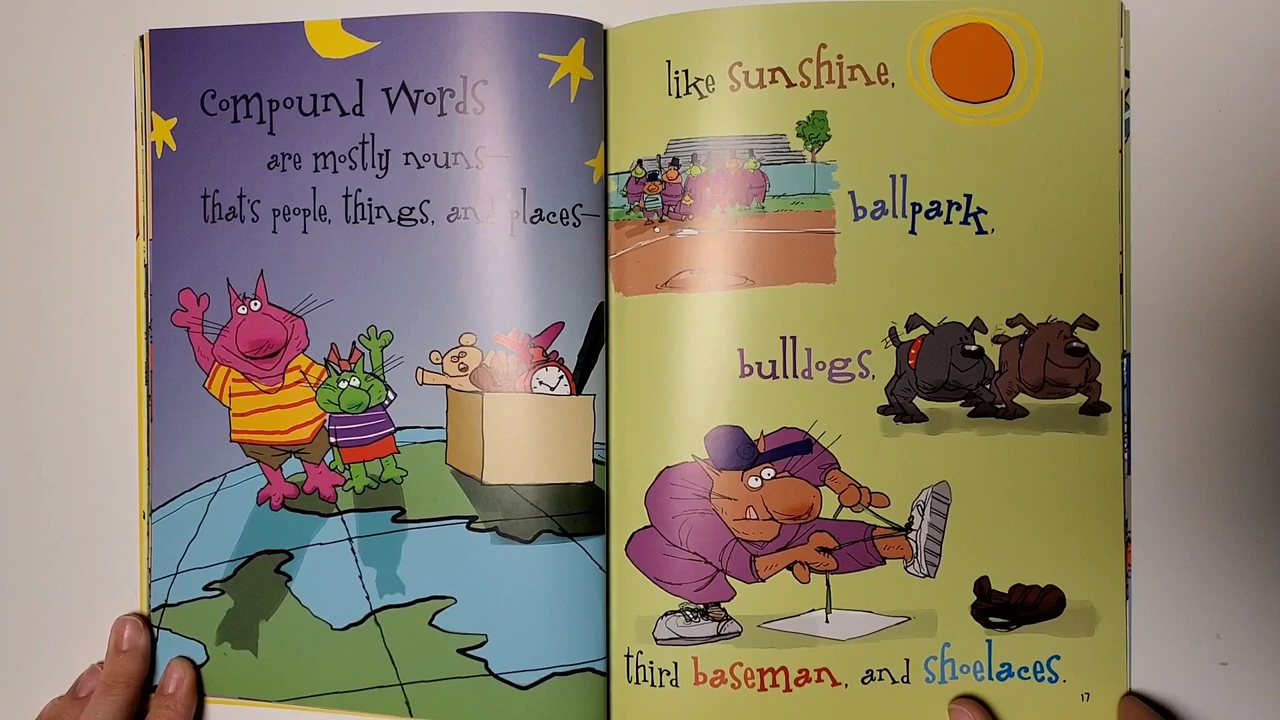 compound words
are mostly nouns—
that's people, things, and places—
like sunshine,
ballpark,
bulldogs,
third baseman, and shoelaces.
17